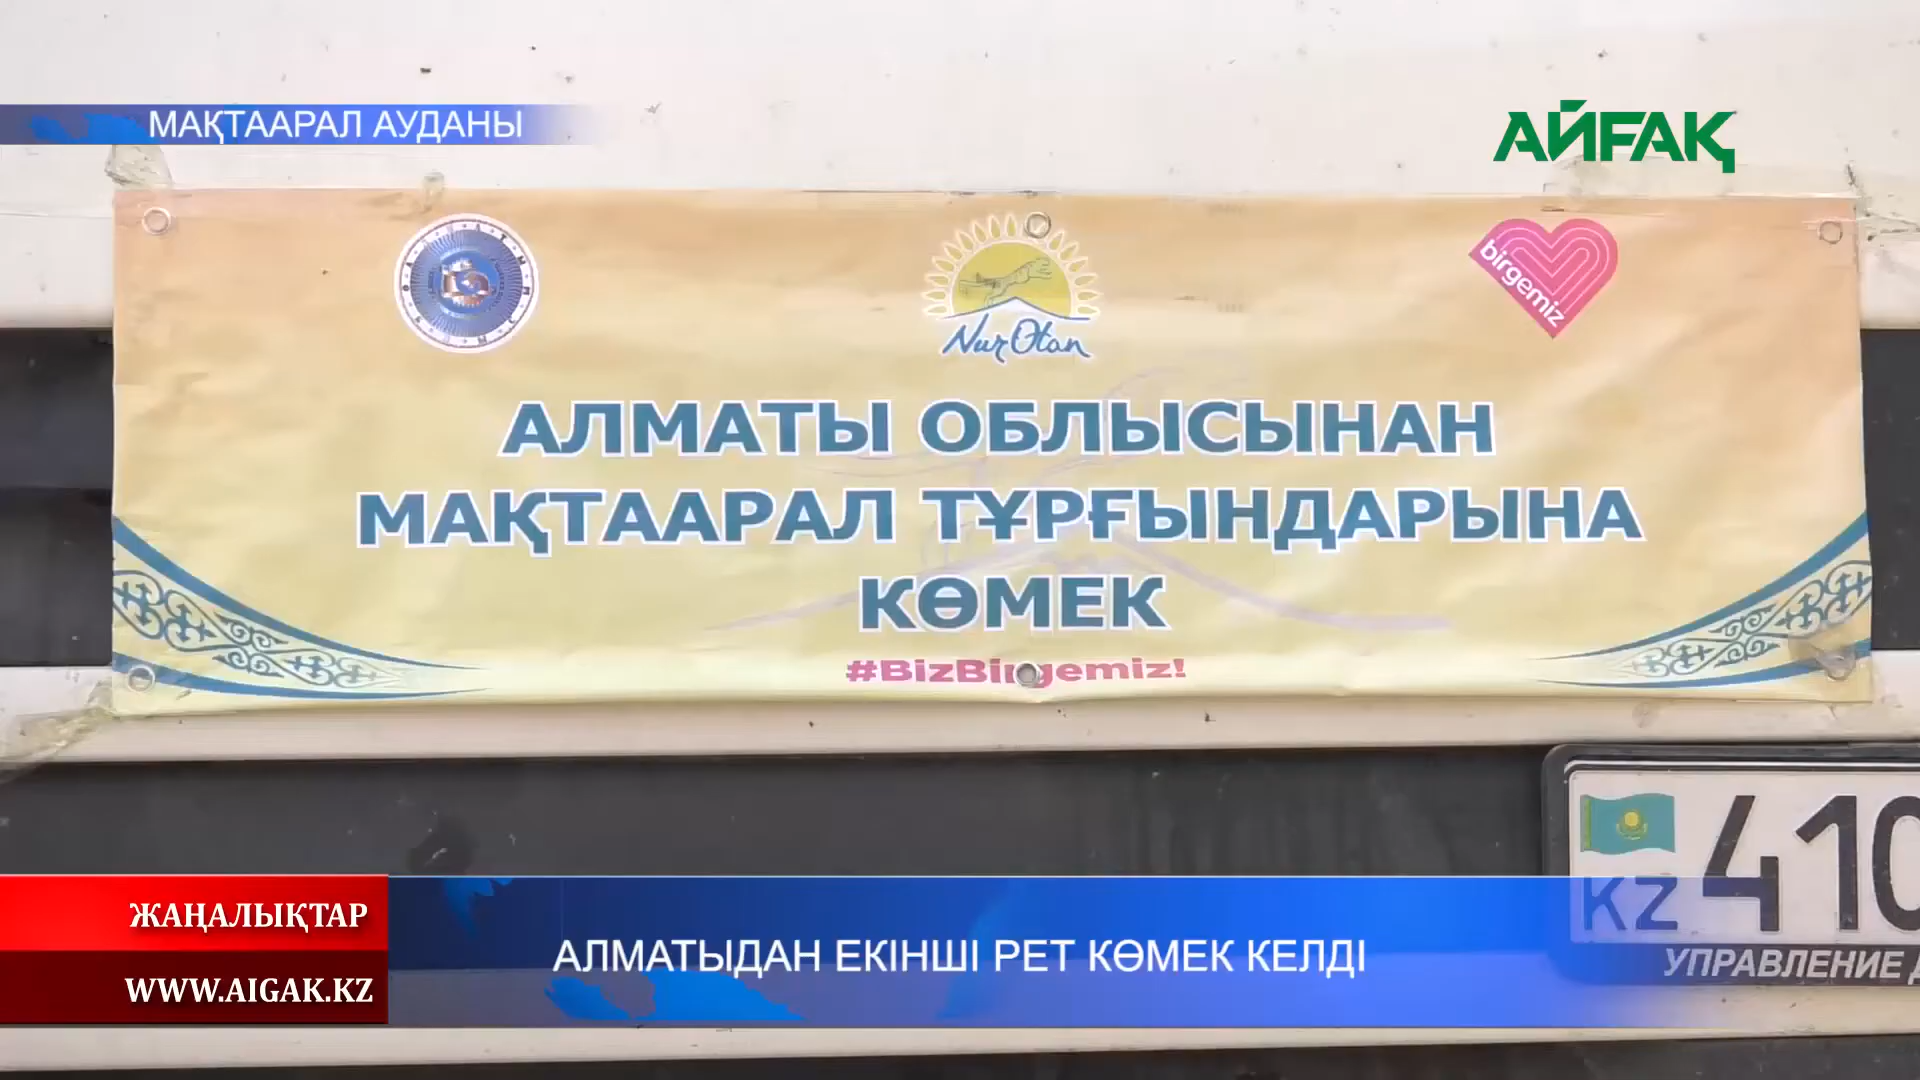 МАҚТААРАЛ АУДАНЫ
АЙҒАҚ
Nur Otan
birgemiz
АЛМАТЫ ОБЛЫСЫНАН
МАҚТААРАЛ ТҰРҒЫНДАРЫНА
КӨМЕК
#BizBirgemiz!
410
KZ
УПРАВЛЕНИЕ
ЖАҢАЛЫҚТАР
WWW.AIGAK.KZ
АЛМАТЫДАН ЕКІНШІ РЕТ КӨМЕК КЕЛДІ